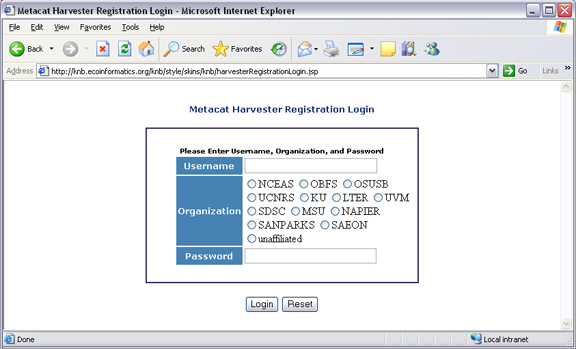 Metacat Harvester Registration Login - Microsoft Internet Explorer
File Edit View Favorites Tools Help
Back Search Favorites
Address http://knb.ecoinformatics.org/knb/style/skins/knb/harvesterRegistrationLogin.jsp Go Links »
Metacat Harvester Registration Login
Please Enter Username, Organization, and Password
Username
NCEAS OBFS OSUSB
UCNRS KU LTER UVM
Organization SDSC MSU NAPIER
SANPARKS SAEON
unaffiliated
Password
Login Reset
Done Local intranet